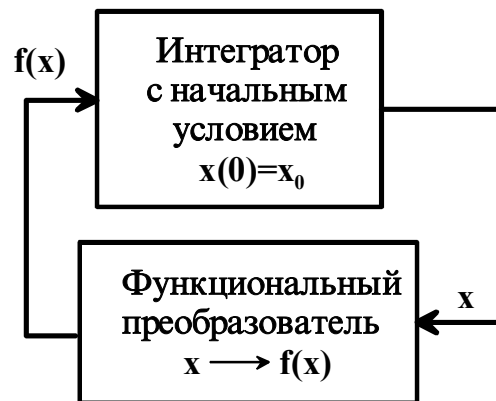 f(x)
Интегратор
с начальным
условием
x(0)=x₀
Функциональный
преобразователь
x ⟶ f(x)
x